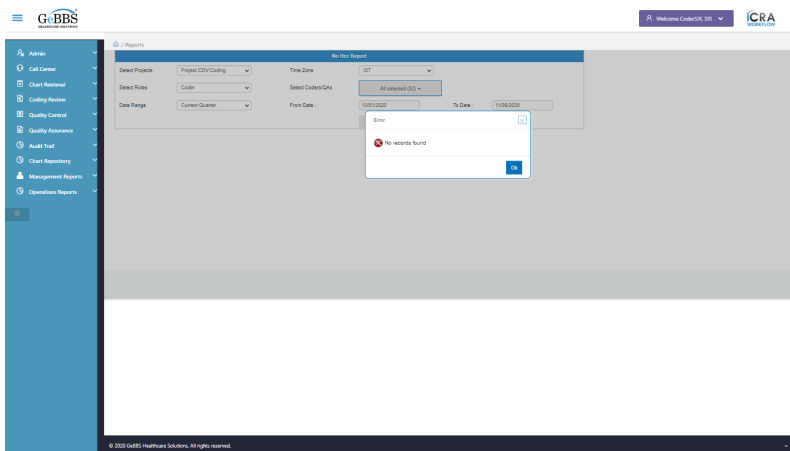 GeBBS
HEALTHCARE SOLUTIONS
Welcome CoderSIX, SIX
iCRA
WORKFLOW
/ Reports
Admin
Call Center
Chart Retrieval
Coding Review
Quality Control
Quality Assurance
Audit Trail
Chart Repository
Management Reports
Operations Reports
No Hcc Report
Select Projects Project CDV Coding Time Zone IST
Select Roles Coder Select Coders/QAs All selected (52)
Date Range Current Quarter From Date : 10/01/2020 To Date : 11/09/2020
Error x
No records found
Ok
© 2020 GeBBS Healthcare Solutions, All rights reserved.